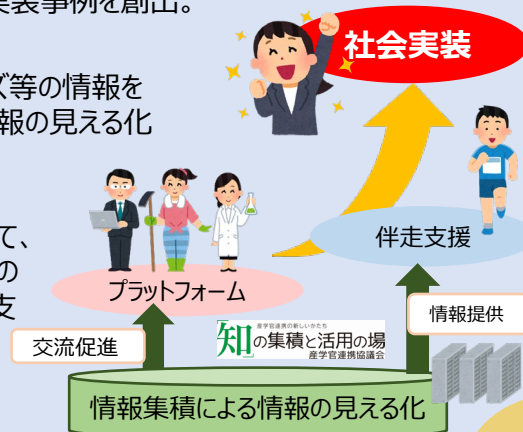 実装事例を創出。
社会実装
ズ等の情報を
報の見える化
て、
の
支
伴走支援
プラットフォーム
情報提供
交流促進
産学官連携の新しいかたち
「知」の集積と活用の場
産学官連携協議会
情報集積による情報の見える化